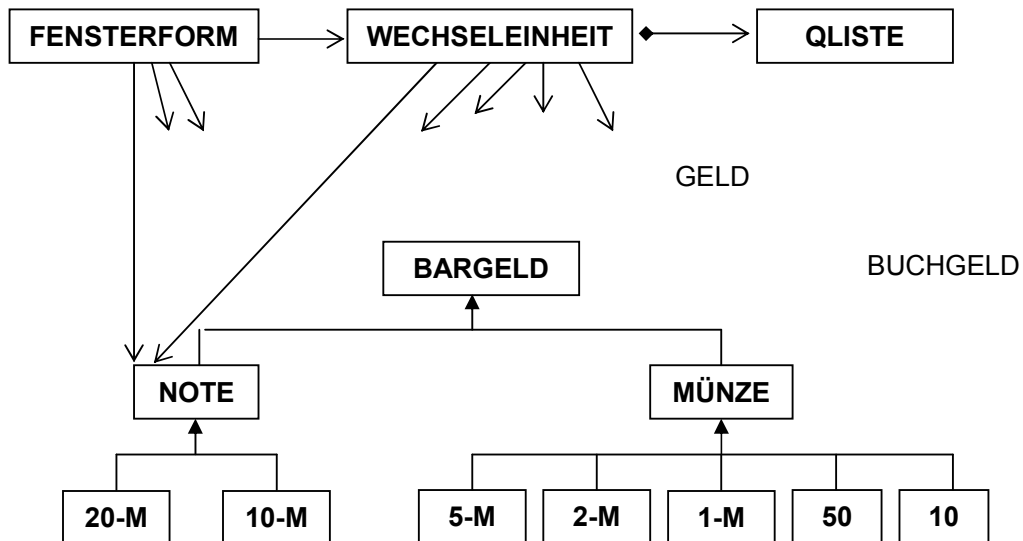 FENSTERFORM WECHSELEINHEIT QLISTE
GELD
BARGELD
BUCHGELD
NOTE MÜNZE
20-M 10-M 5-M 2-M 1-M 50 10